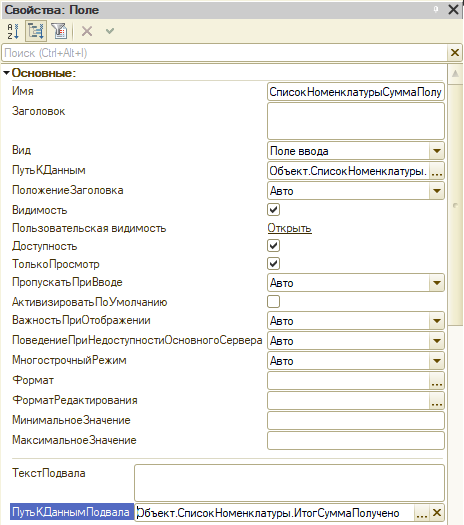 Свойства: Поле
Поиск (Ctrl+Alt+I)
Основные:
Имя СписокНоменклатурыСуммаПолу
Заголовок
Вид Поле ввода
ПутьКДанным Объект.СписокНоменклатуры. ...
ПоложениеЗаголовка Авто
Видимость
Пользовательская видимость Открыть
Доступность
ТолькоПросмотр
ПропускатьПриВводе Авто
АктивизироватьПоУмолчанию
ВажностьПриОтображении Авто
ПоведениеПриНедоступностиОсновногоСервера Авто
МногострочныйРежим Авто
Формат ...
ФорматРедактирования ...
МинимальноеЗначение
МаксимальноеЗначение
ТекстПодвала
ПутьКДаннымПодвала Объект.СписокНоменклатуры.ИтогСуммаПолучено ...